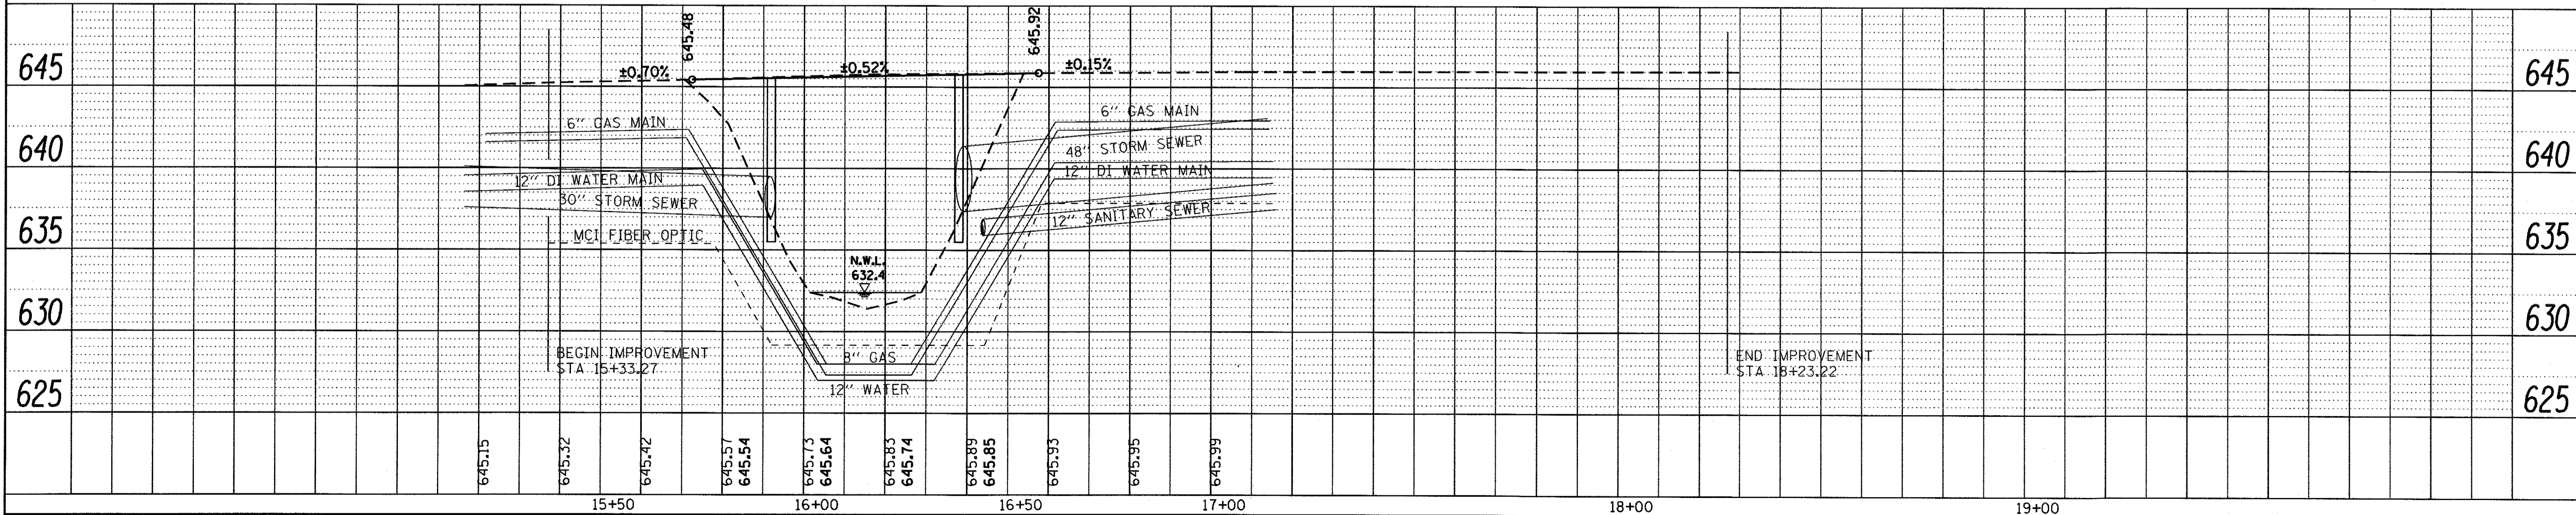 645.48
645.92
645
±0.70%
±0.52%
±0.15%
645
6'' GAS MAIN
6'' GAS MAIN
640
48'' STORM SEWER
640
12'' DI WATER MAIN
12'' DI WATER MAIN
30'' STORM SEWER
12'' SANITARY SEWER
635
MCI FIBER OPTIC
635
N.W.L.
632.4
630
630
BEGIN IMPROVEMENT
STA 15+33.27
8'' GAS
END IMPROVEMENT
STA 18+23.22
625
12'' WATER
625
645.15
645.32
645.42
645.57
645.54
645.73
645.64
645.83
645.74
645.89
645.85
645.93
645.95
645.99
15+50
16+00
16+50
17+00
18+00
19+00